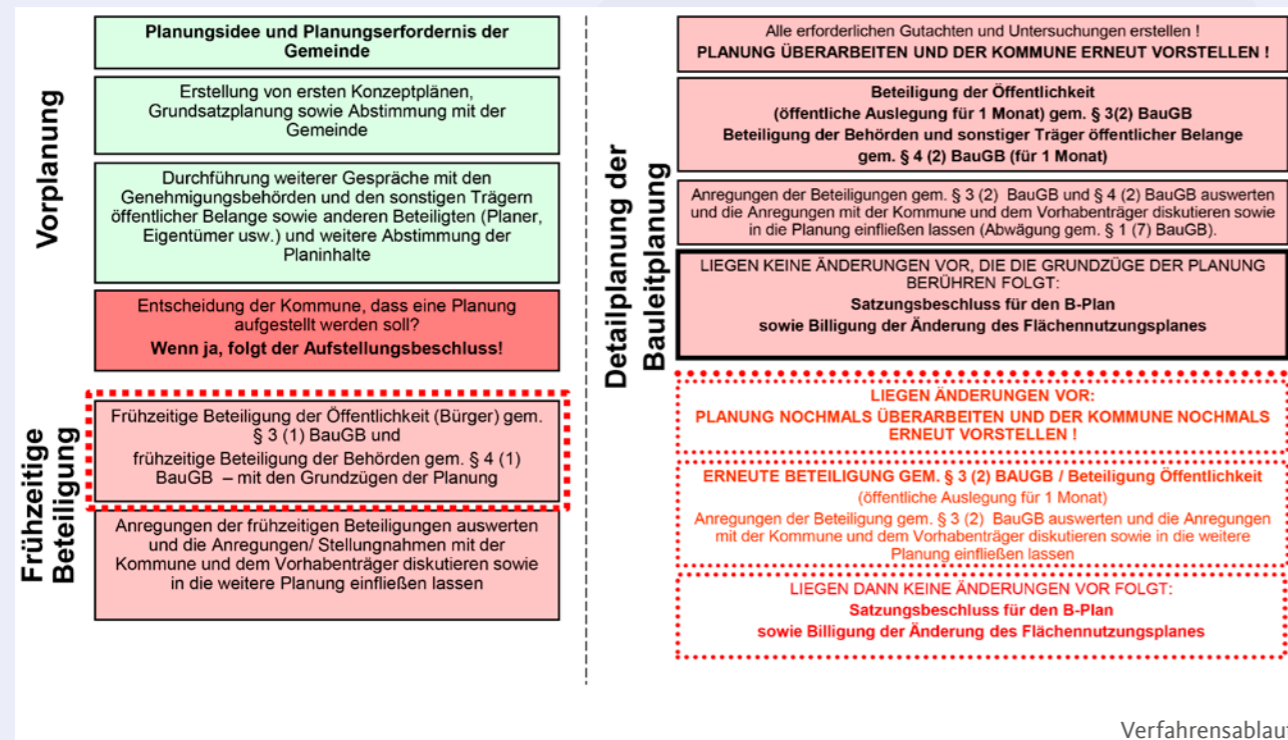 Vorplanung
Planungsidee und Planungserfordernis der
Gemeinde
Erstellung von ersten Konzeptplänen,
Grundsatzplanung sowie Abstimmung mit der
Gemeinde
Durchführung weiterer Gespräche mit den
Genehmigungsbehörden und den sonstigen Trägern
öffentlicher Belange sowie anderen Beteiligten (Planer,
Eigentümer usw.) und weitere Abstimmung der
Planinhalte
Entscheidung der Kommune, dass eine Planung
aufgestellt werden soll?
Wenn ja, folgt der Aufstellungsbeschluss!
Frühzeitige
Beteiligung
Frühzeitige Beteiligung der Öffentlichkeit (Bürger) gem.
§ 3 (1) BauGB und
frühzeitige Beteiligung der Behörden gem. § 4 (1)
BauGB – mit den Grundzügen der Planung
Anregungen der frühzeitigen Beteiligungen auswerten
und die Anregungen/ Stellungnahmen mit der
Kommune und dem Vorhabenträger diskutieren sowie
in die weitere Planung einfließen lassen
Detailplanung der
Bauleitplanung
Alle erforderlichen Gutachten und Untersuchungen erstellen !
PLANUNG ÜBERARBEITEN UND DER KOMMUNE ERNEUT VORSTELLEN !
Beteiligung der Öffentlichkeit
(öffentliche Auslegung für 1 Monat) gem. § 3(2) BauGB
Beteiligung der Behörden und sonstiger Träger öffentlicher Belange
gem. § 4 (2) BauGB (für 1 Monat)
Anregungen der Beteiligungen gem. § 3 (2) BauGB und § 4 (2) BauGB auswerten
und die Anregungen mit der Kommune und dem Vorhabenträger diskutieren sowie
in die Planung einfließen lassen (Abwägung gem. § 1 (7) BauGB).
LIEGEN KEINE ÄNDERUNGEN VOR, DIE DIE GRUNDZÜGE DER PLANUNG
BERÜHREN FOLGT:
Satzungsbeschluss für den B-Plan
sowie Billigung der Änderung des Flächennutzungsplanes
LIEGEN ÄNDERUNGEN VOR:
PLANUNG NOCHMALS ÜBERARBEITEN UND DER KOMMUNE NOCHMALS
ERNEUT VORSTELLEN !
ERNEUTE BETEILIGUNG GEM. § 3 (2) BAUGB / Beteiligung Öffentlichkeit
(öffentliche Auslegung für 1 Monat)
Anregungen der Beteiligung gem. § 3 (2) BauGB auswerten und die Anregungen
mit der Kommune und dem Vorhabenträger diskutieren sowie in die weitere
Planung einfließen lassen
LIEGEN DANN KEINE ÄNDERUNGEN VOR FOLGT:
Satzungsbeschluss für den B-Plan
sowie Billigung der Änderung des Flächennutzungsplanes
Verfahrensablauf